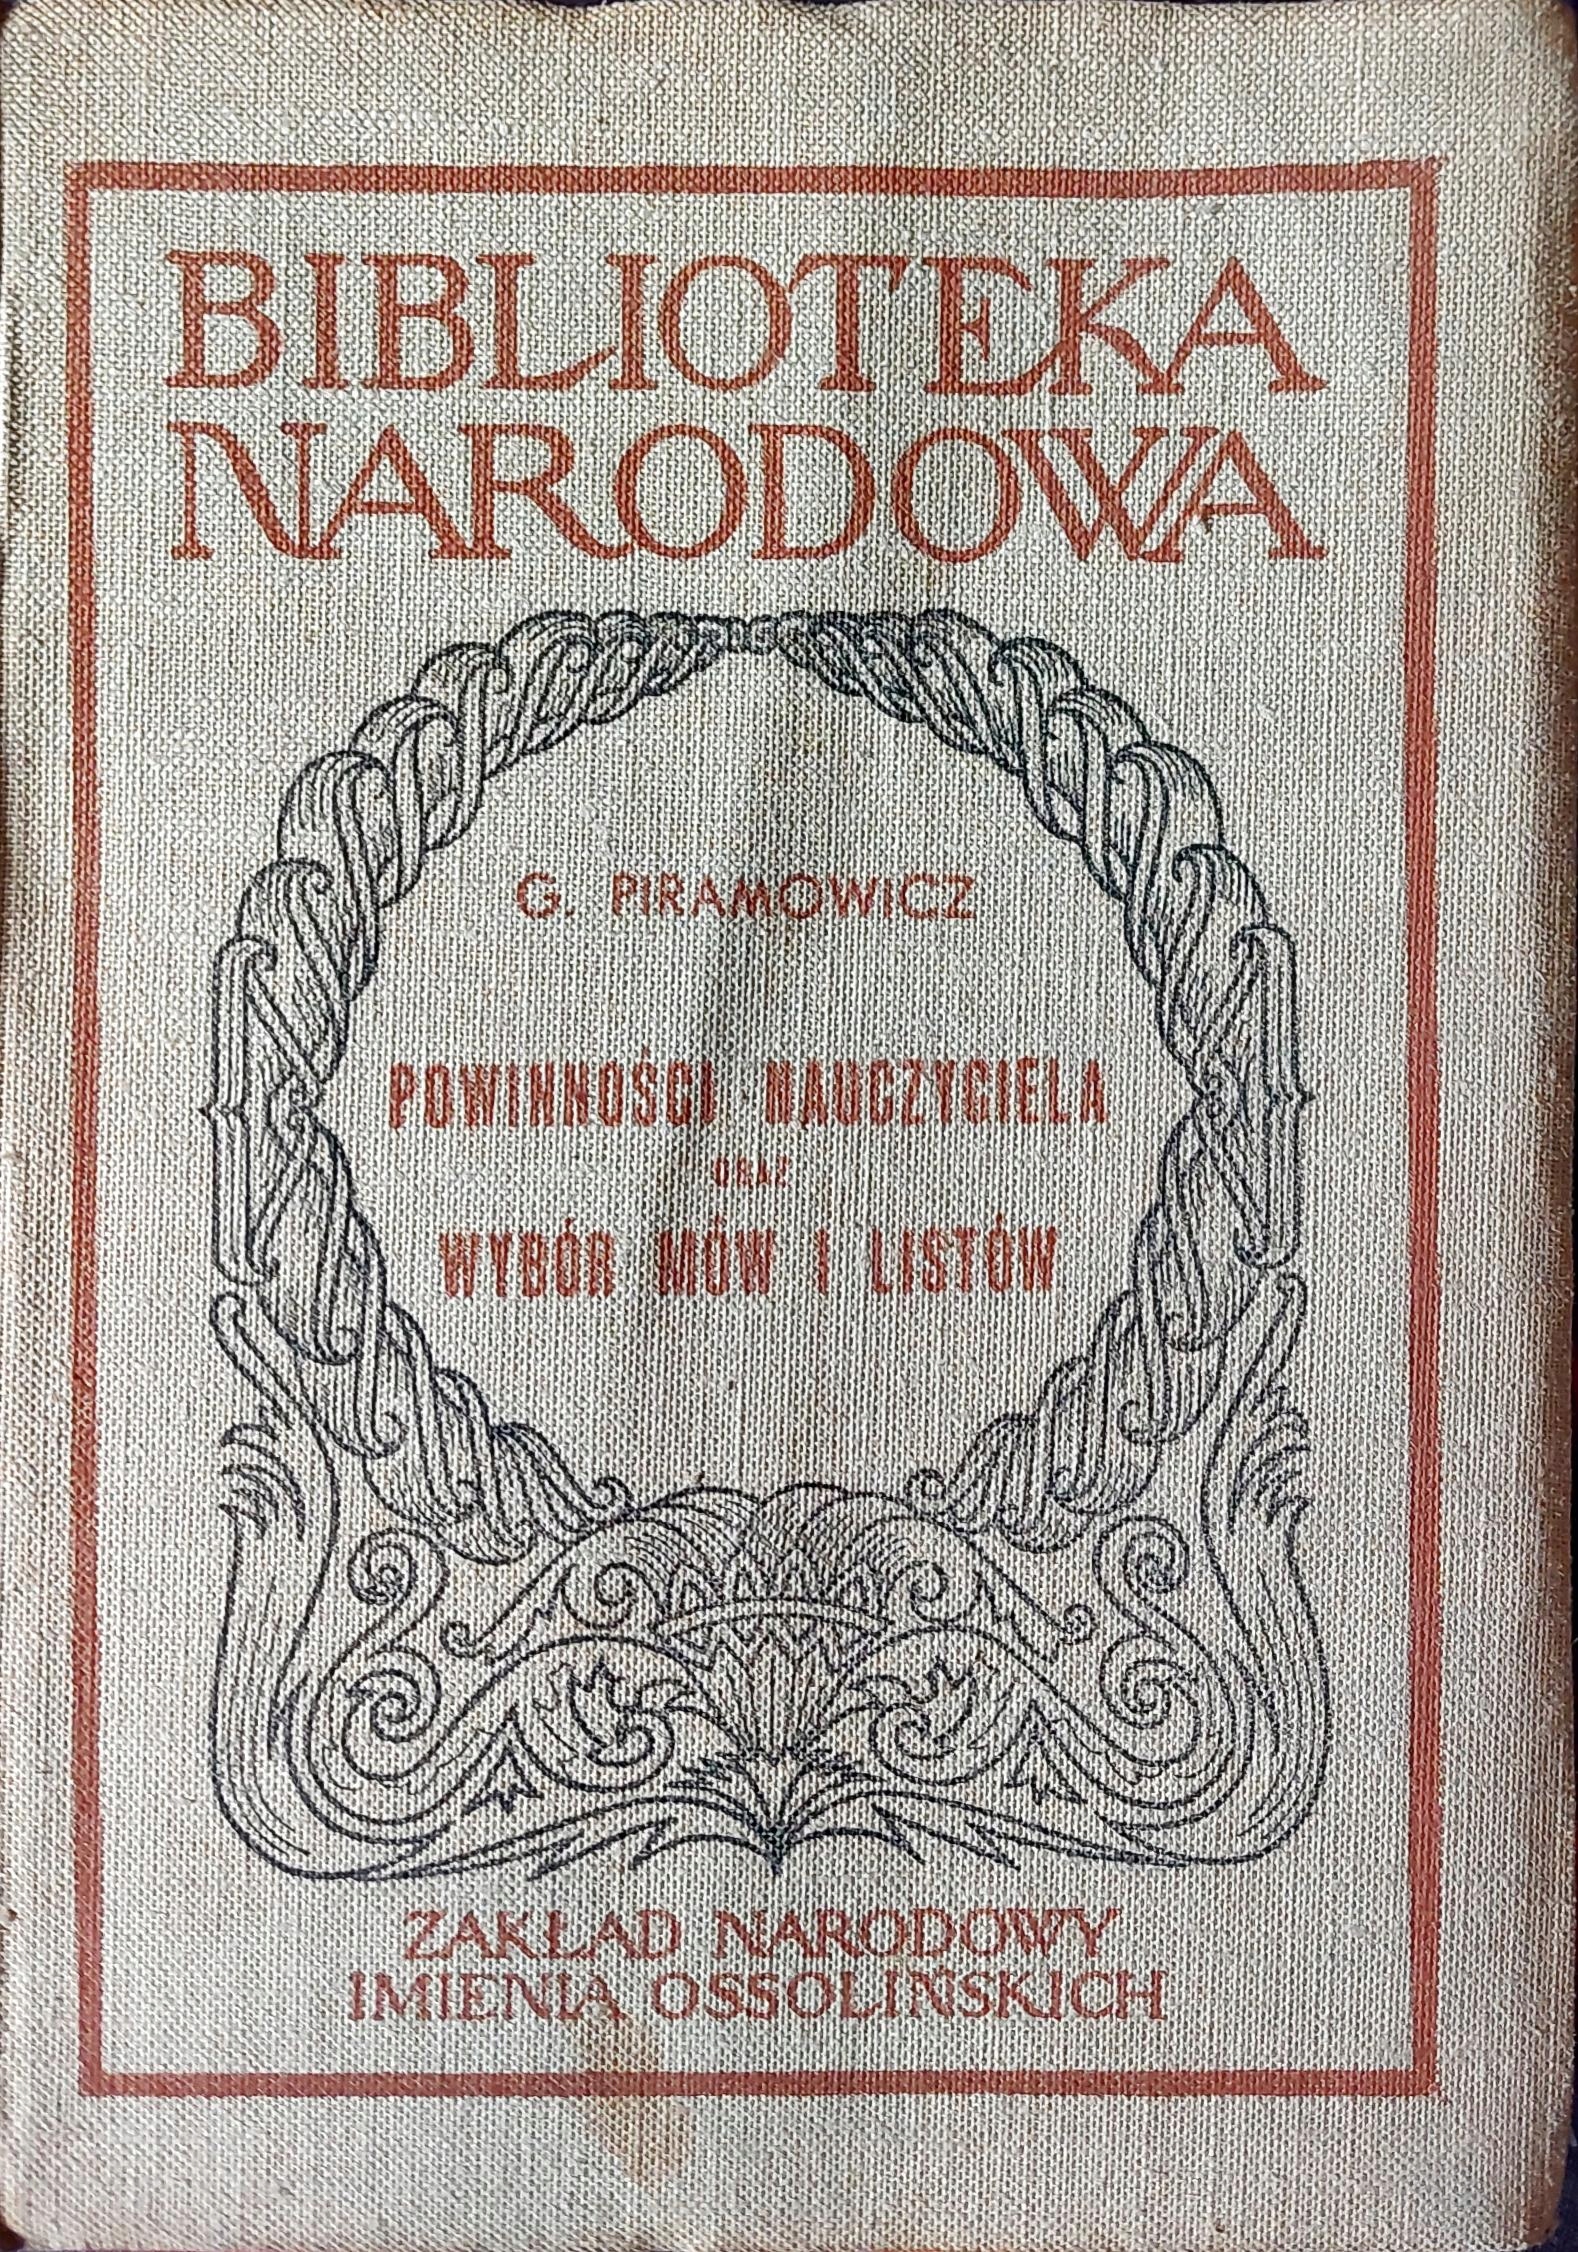 BIBLIOTEKA
NARODOWA
G. PIRAMOWICZ
POWINNOŚCI NAUCZYCIELA
ORAZ
WYBÓR MÓW I LISTÓW
ZAKŁAD NARODOWY
IMIENIA OSSOLIŃSKICH